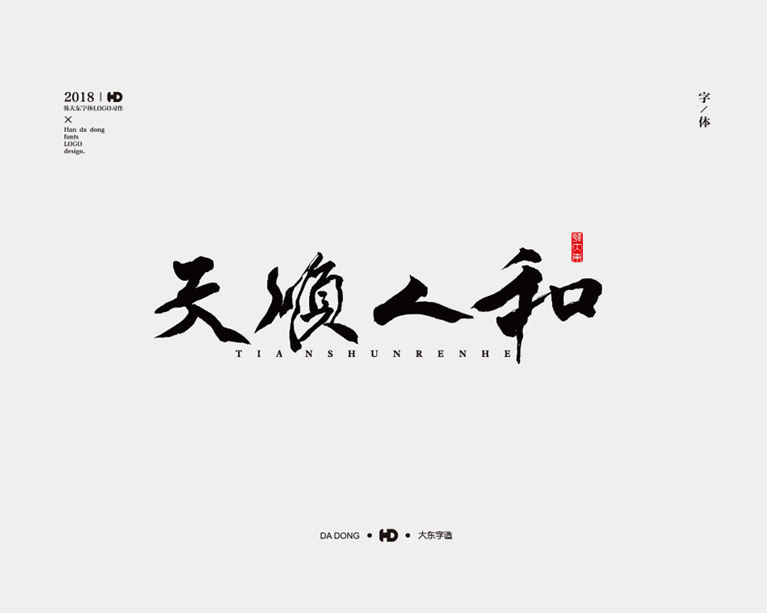 2018 | HD
韩大东字体LOGO习作
×
Han da dong
fonts
LOGO
design.
字/体
韩大东
天順人和
TIANSHUNRENHE
DA DONG • HD • 大东字造